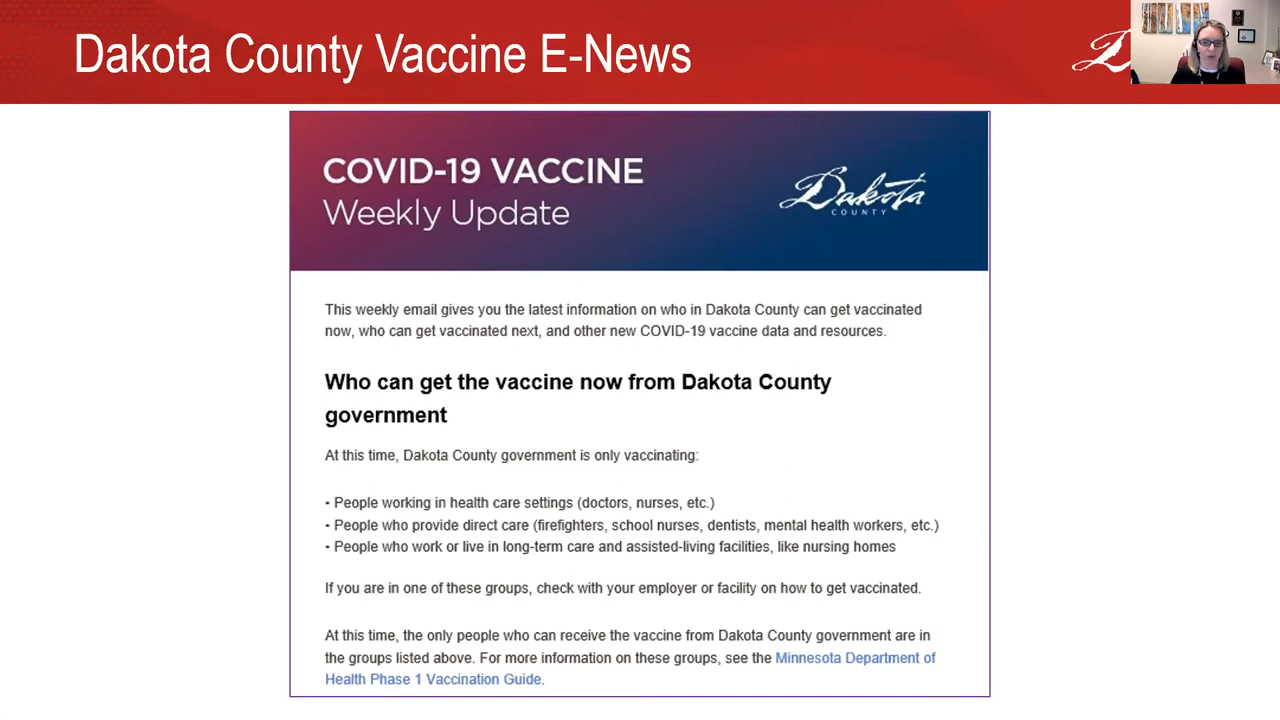 Dakota County Vaccine E-News
COVID-19 VACCINE
Weekly Update
Dakota
COUNTY
This weekly email gives you the latest information on who in Dakota County can get vaccinated
now, who can get vaccinated next, and other new COVID-19 vaccine data and resources.
Who can get the vaccine now from Dakota County
government
At this time, Dakota County government is only vaccinating:
- People working in health care settings (doctors, nurses, etc.)
- People who provide direct care (firefighters, school nurses, dentists, mental health workers, etc.)
- People who work or live in long-term care and assisted-living facilities, like nursing homes
If you are in one of these groups, check with your employer or facility on how to get vaccinated.
At this time, the only people who can receive the vaccine from Dakota County government are in
the groups listed above. For more information on these groups, see the Minnesota Department of
Health Phase 1 Vaccination Guide.